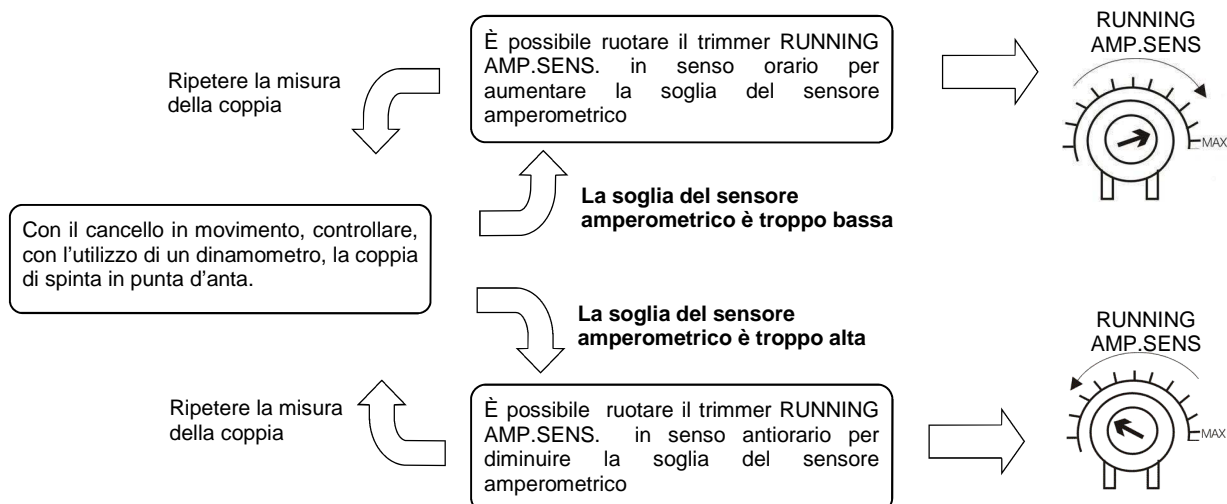 RUNNING
AMP.SENS
È possibile ruotare il trimmer RUNNING
AMP.SENS. in senso orario per
aumentare la soglia del sensore
amperometrico
Ripetere la misura
della coppia
MAX
La soglia del sensore
amperometrico è troppo bassa
Con il cancello in movimento, controllare,
con l'utilizzo di un dinamometro, la coppia
di spinta in punta d'anta.
La soglia del sensore
amperometrico è troppo alta
RUNNING
AMP.SENS
Ripetere la misura
della coppia
È possibile ruotare il trimmer RUNNING
AMP.SENS. in senso antiorario per
diminuire la soglia del sensore
amperometrico
MAX